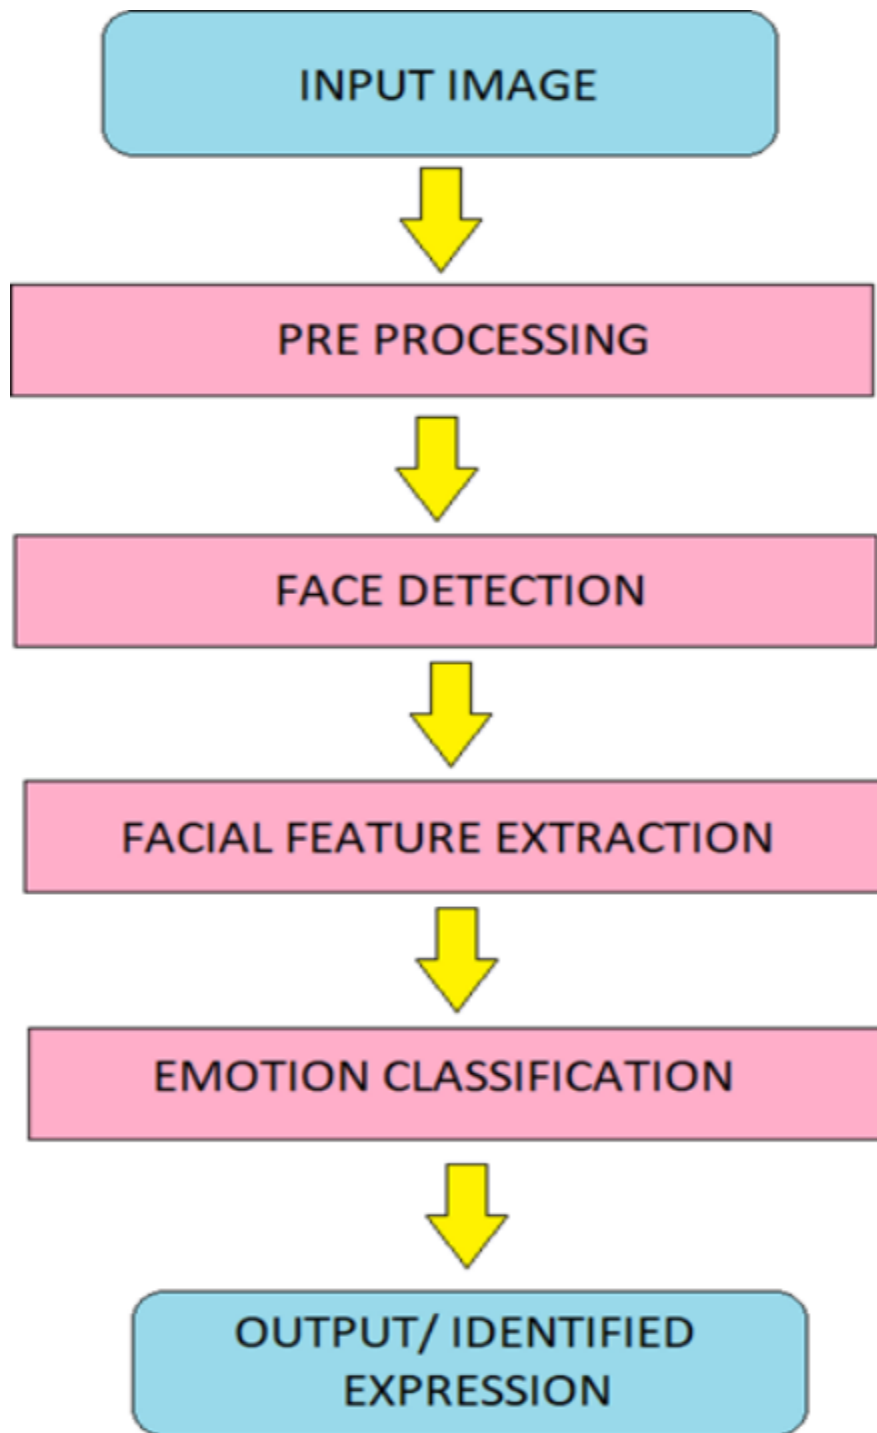 INPUT IMAGE
PRE PROCESSING
FACE DETECTION
FACIAL FEATURE EXTRACTION
EMOTION CLASSIFICATION
OUTPUT/ IDENTIFIED
EXPRESSION